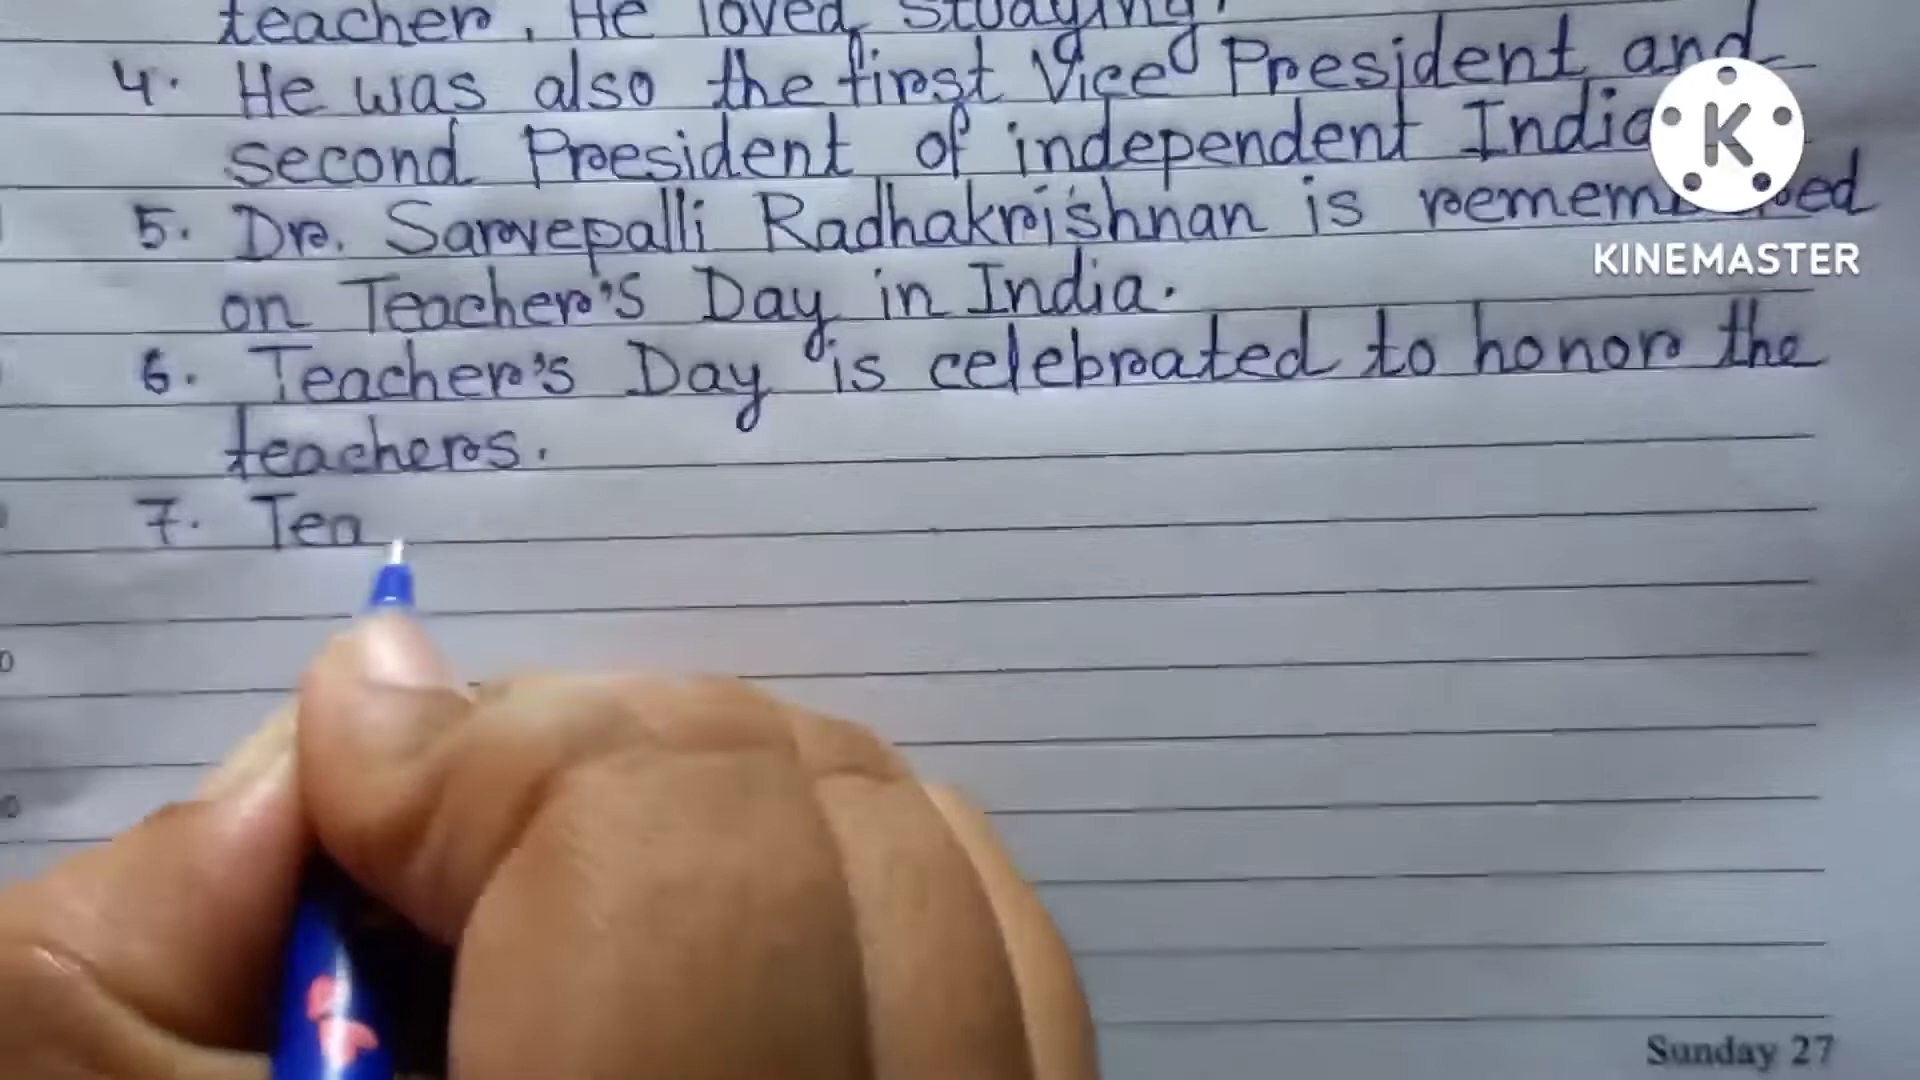 teacher. He loved studying.
4. He was also the first Vice President and
second President of independent India
5. Dr. Sarvepalli Radhakrishnan is remembered
on Teacher's Day in India.
6. Teacher's Day is celebrated to honor the
teachers.
7. Tea
K
KINEMASTER
Sunday 27